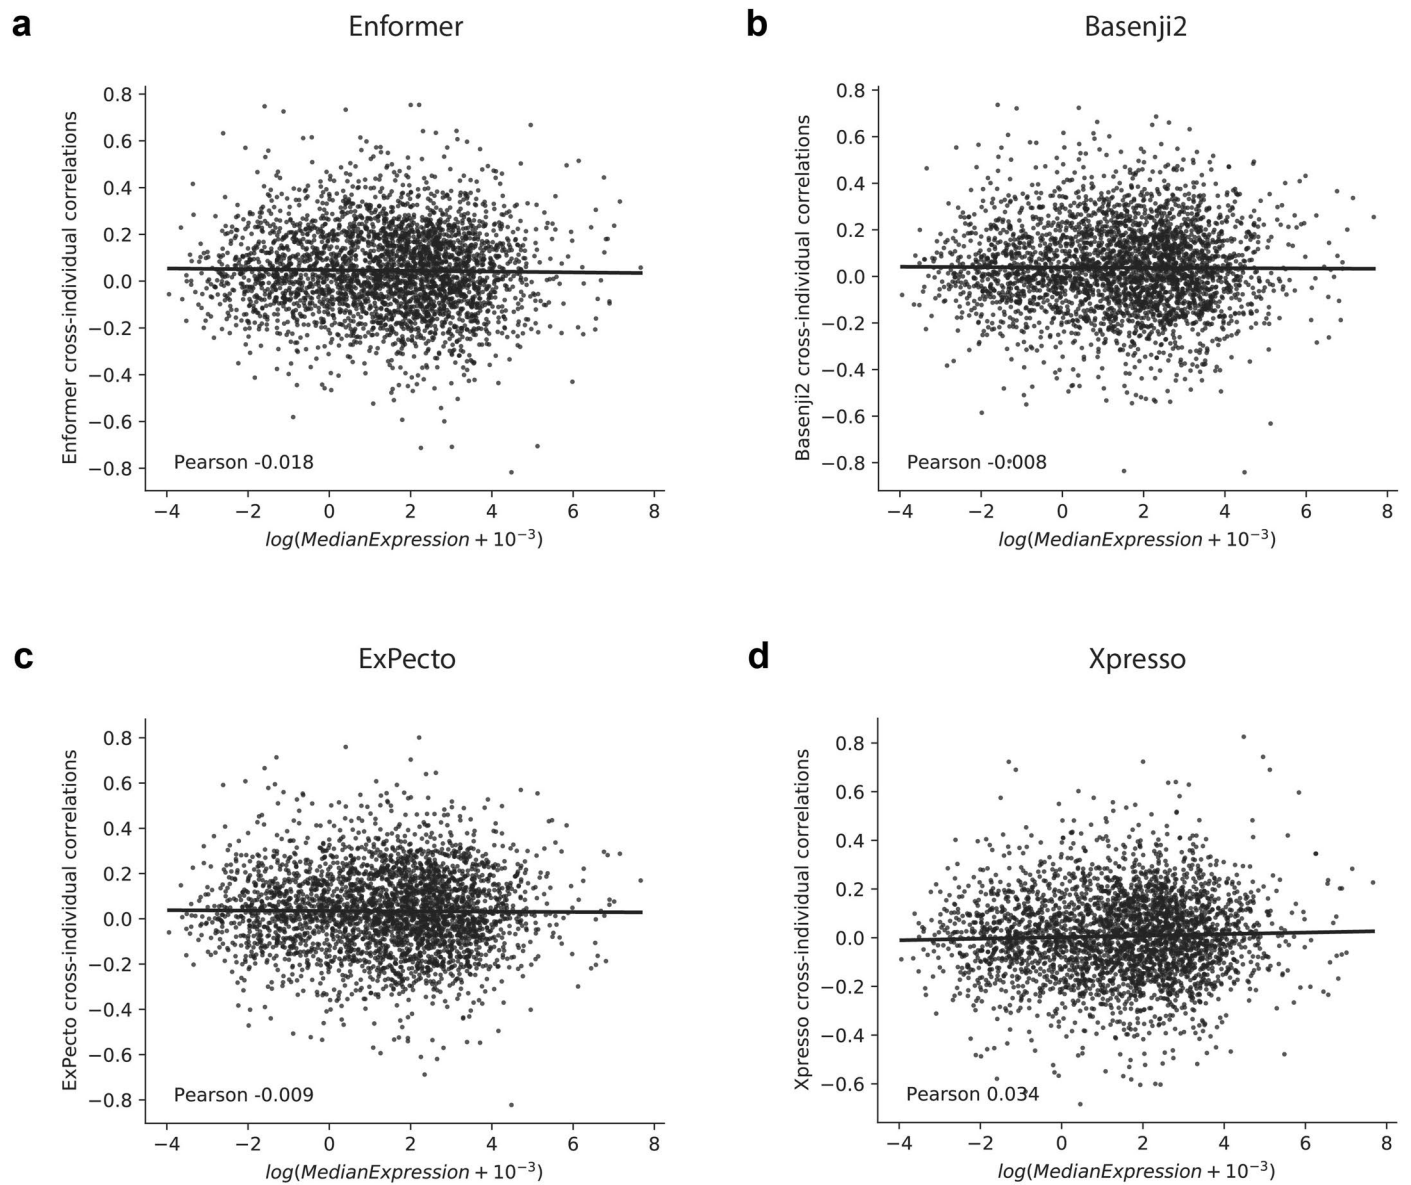 a
Enformer
Enformer cross-individual correlations
0.8
0.6
0.4
0.2
0.0
−0.2
−0.4
−0.6
−0.8
Pearson -0.018
−4 −2 0 2 4 6 8
log(MedianExpression + 10⁻³)
b
Basenji2
Basenji2 cross-individual correlations
0.8
0.6
0.4
0.2
0.0
−0.2
−0.4
−0.6
−0.8
Pearson -0.008
−4 −2 0 2 4 6 8
log(MedianExpression + 10⁻³)
c
ExPecto
ExPecto cross-individual correlations
0.8
0.6
0.4
0.2
0.0
−0.2
−0.4
−0.6
−0.8
Pearson -0.009
−4 −2 0 2 4 6 8
log(MedianExpression + 10⁻³)
d
Xpresso
Xpresso cross-individual correlations
0.8
0.6
0.4
0.2
0.0
−0.2
−0.4
−0.6
Pearson 0.034
−4 −2 0 2 4 6 8
log(MedianExpression + 10⁻³)